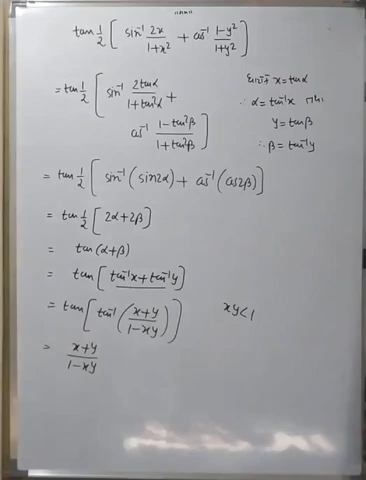 tan 1/2 [ sin⁻¹ 2x/(1+x²) + cos⁻¹ (1-y²)/(1+y²) ]
= tan 1/2 [ sin⁻¹ 2tanα/(1+tan²α) +
cos⁻¹ (1-tan²β)/(1+tan²β) ]
x = tanα
∴ α = tan⁻¹x
y = tanβ
∴ β = tan⁻¹y
= tan 1/2 [ sin⁻¹(sin2α) + cos⁻¹(cos2β) ]
= tan 1/2 [ 2α+2β ]
= tan(α+β)
= tan [ tan⁻¹x + tan⁻¹y ]
= tan [ tan⁻¹ ( (x+y)/(1-xy) ) ] xy<1
= (x+y)/(1-xy)